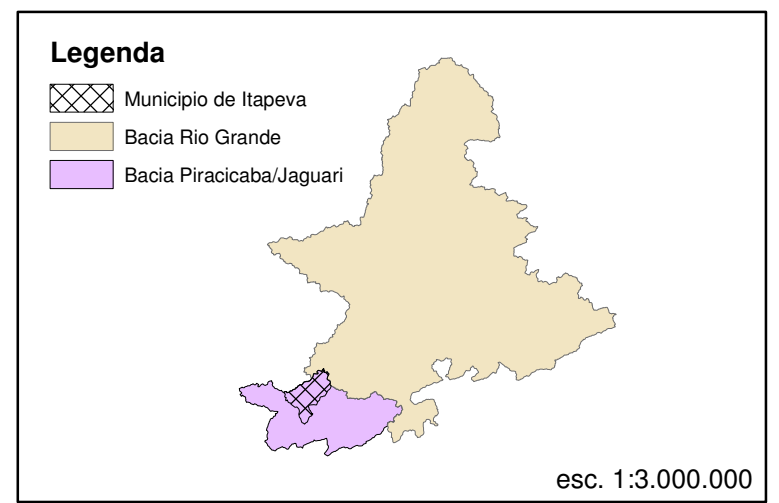 Legenda
Municipio de Itapeva
Bacia Rio Grande
Bacia Piracicaba/Jaguari
esc. 1:3.000.000